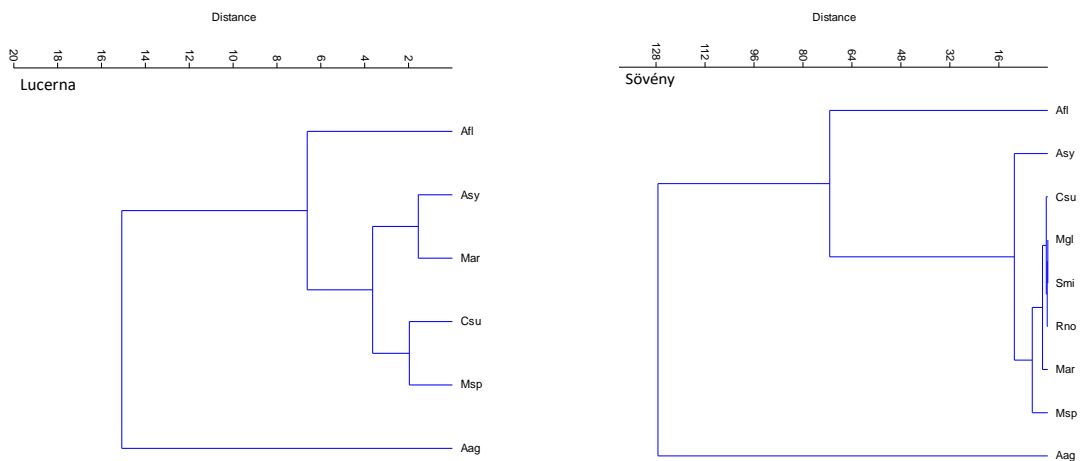 Distance
20 18 16 14 12 10 8 6 4 2
Lucerna
Afl
Asy
Mar
Csu
Msp
Aag
Distance
128 112 96 80 64 48 32 16
Sövény
Afl
Asy
Csu
Mgl
Smi
Rno
Mar
Msp
Aag